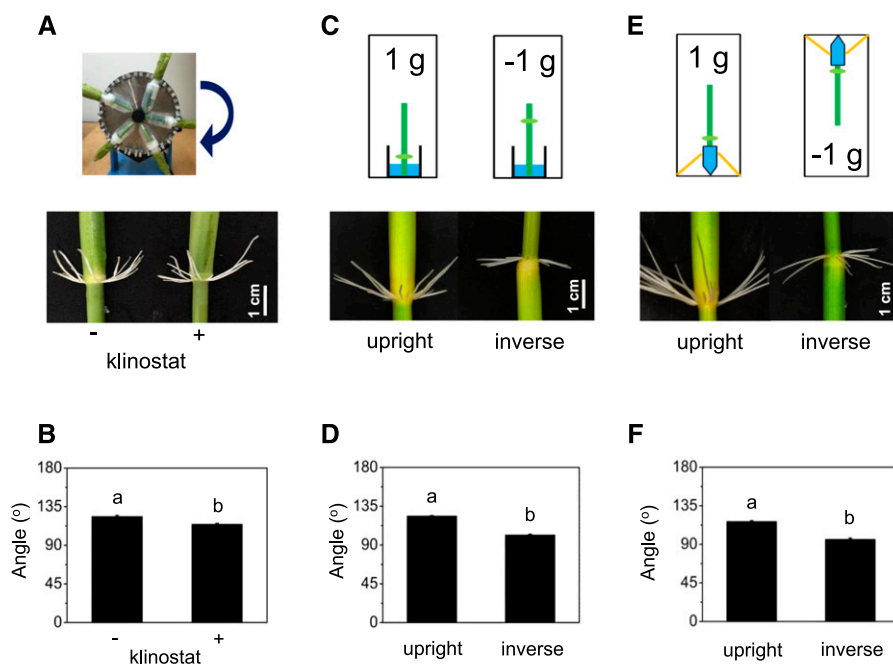 A
C
E
1 g
-1 g
1 g
-1 g
1 cm
1 cm
1 cm
- +
klinostat
upright inverse
upright inverse
B
D
F
Angle (°)
180
135
90
45
0
a
b
- +
klinostat
Angle (°)
180
135
90
45
0
a
b
upright inverse
Angle (°)
180
135
90
45
0
a
b
upright inverse